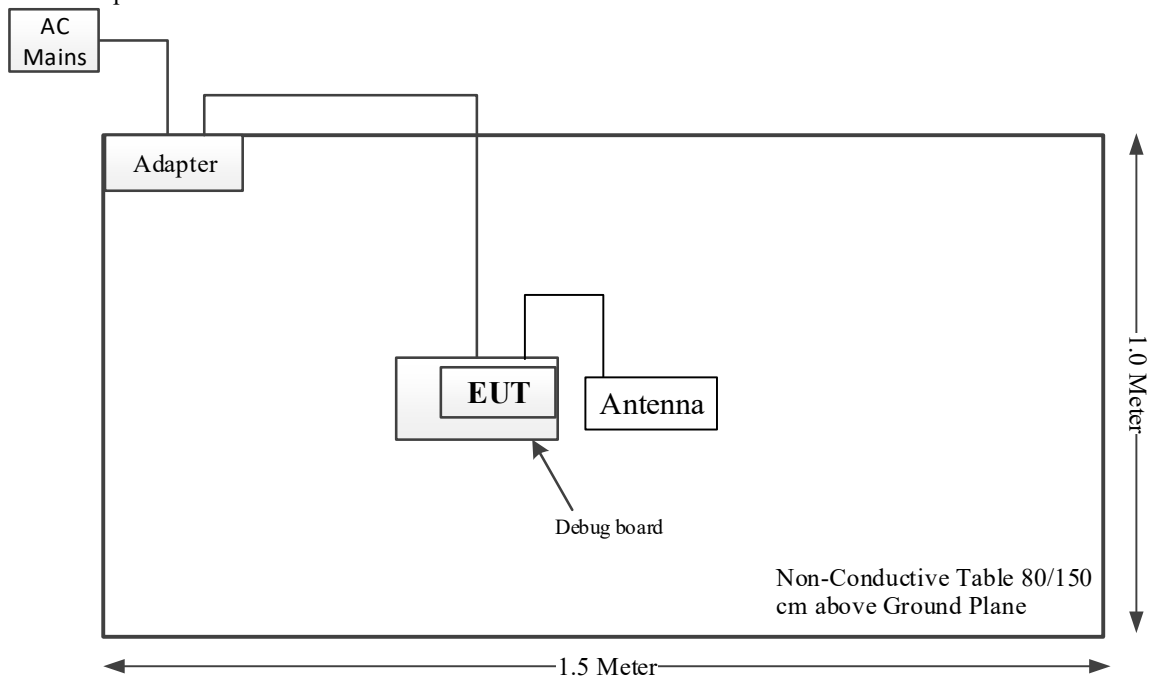 AC
Mains
Adapter
EUT
Antenna
Debug board
1.0 Meter
Non-Conductive Table 80/150
cm above Ground Plane
1.5 Meter